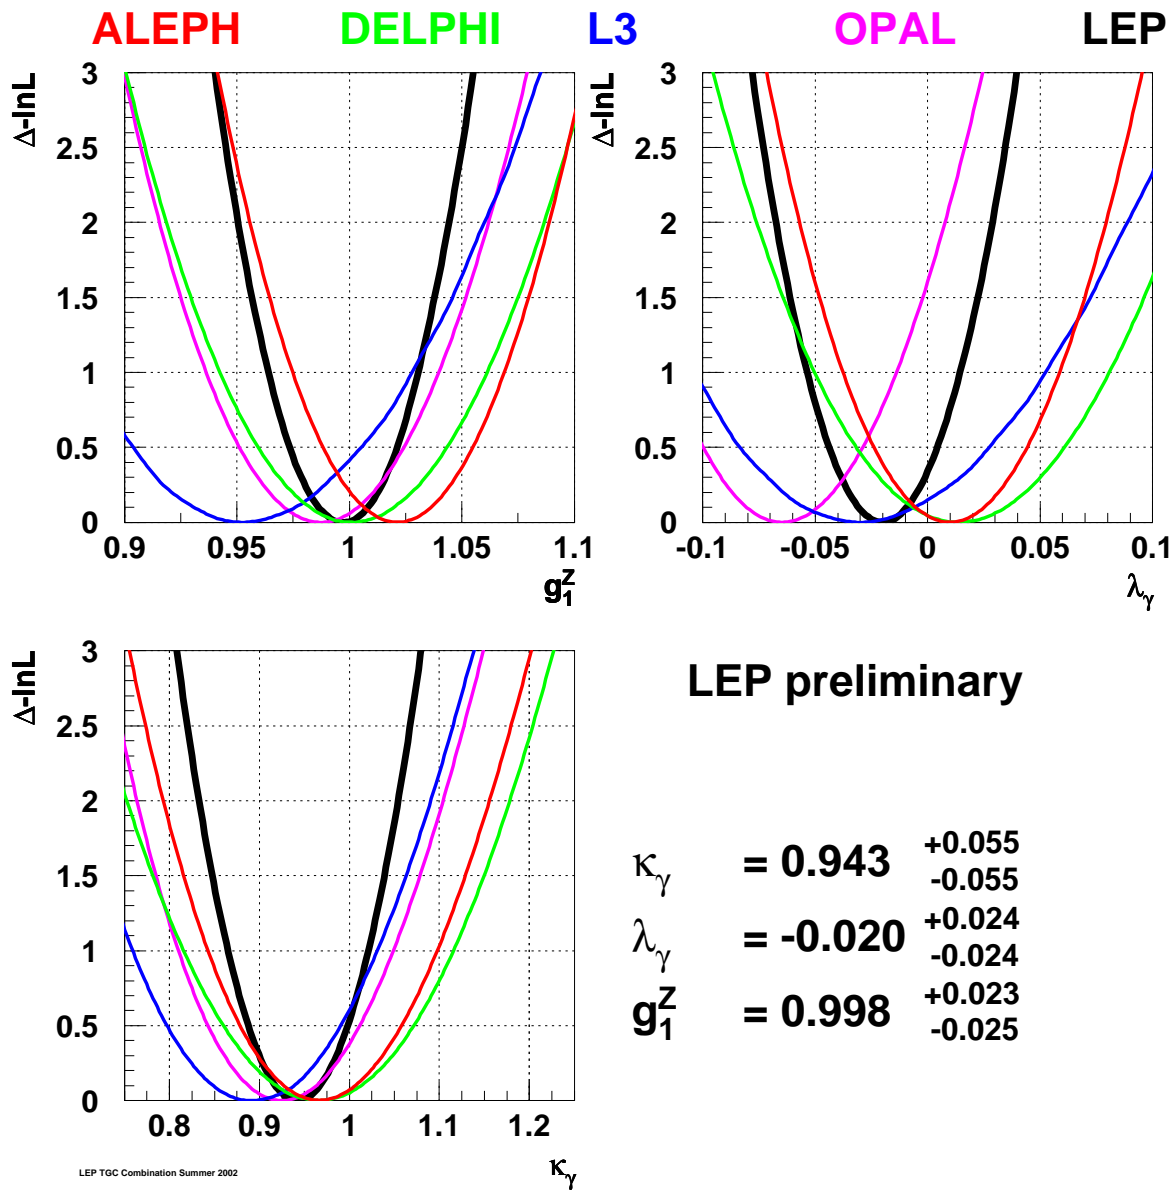 ALEPH DELPHI L3 OPAL LEP
Δ-lnL
3
2.5
2
1.5
1
0.5
0
0.9 0.95 1 1.05 1.1
g₁ᶻ
Δ-lnL
3
2.5
2
1.5
1
0.5
0
-0.1 -0.05 0 0.05 0.1
λᵧ
Δ-lnL
3
2.5
2
1.5
1
0.5
0
0.8 0.9 1 1.1 1.2
κᵧ
LEP preliminary
κᵧ = 0.943 +0.055 -0.055
λᵧ = -0.020 +0.024 -0.024
g₁ᶻ = 0.998 +0.023 -0.025
LEP TGC Combination Summer 2002